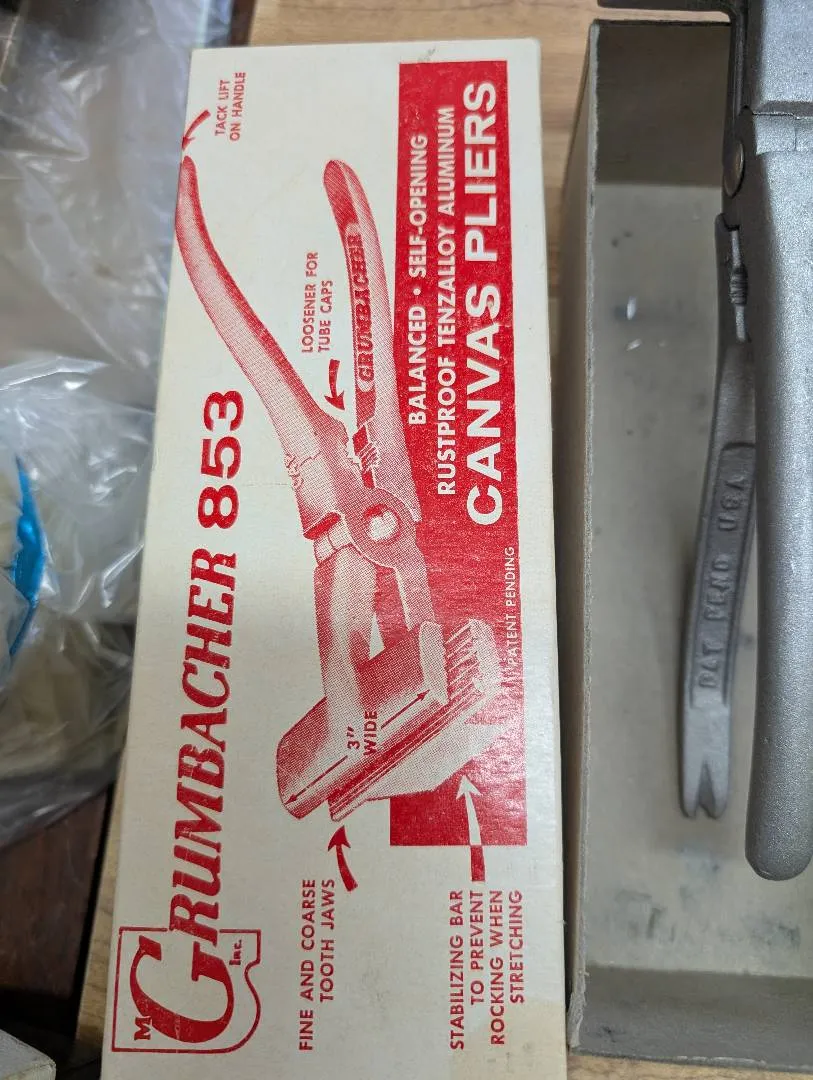 M
GRUMBACHER 853
Inc.
TACK LIFT
ON HANDLE
LOOSENER FOR
TUBE CAPS
GRUMBACHER
BALANCED • SELF-OPENING
RUSTPROOF TENZALLOY ALUMINUM
CANVAS PLIERS
PATENT PENDING
3" WIDE
FINE AND COARSE
TOOTH JAWS
STABILIZING BAR
TO PREVENT
ROCKING WHEN
STRETCHING
PAT PEND USA